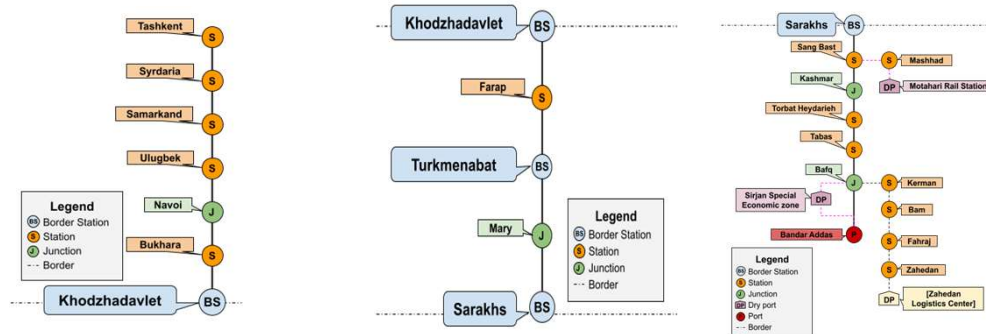 Tashkent
S
Syrdaria
S
Samarkand
S
Ulugbek
S
Navoi
J
Bukhara
S
Khodzhadavlet
BS
Legend
BS Border Station
S Station
J Junction
Border
Khodzhadavlet
BS
Farap
S
Turkmenabat
BS
Mary
J
Sarakhs
BS
Legend
BS Border Station
S Station
J Junction
Border
Sarakhs
BS
Sang Bast
S
S
Mashhad
Kashmar
J
DP
Motahari Rail Station
Torbat Heydarieh
S
Tabas
S
Bafq
J
S
Kerman
Sirjan Special
Economic zone
DP
S
Bam
Bandar Addas
P
S
Fahraj
S
Zahedan
DP
[Zahedan
Logistics Center]
Legend
BS Border Station
S Station
J Junction
DP Dry port
P Port
Border